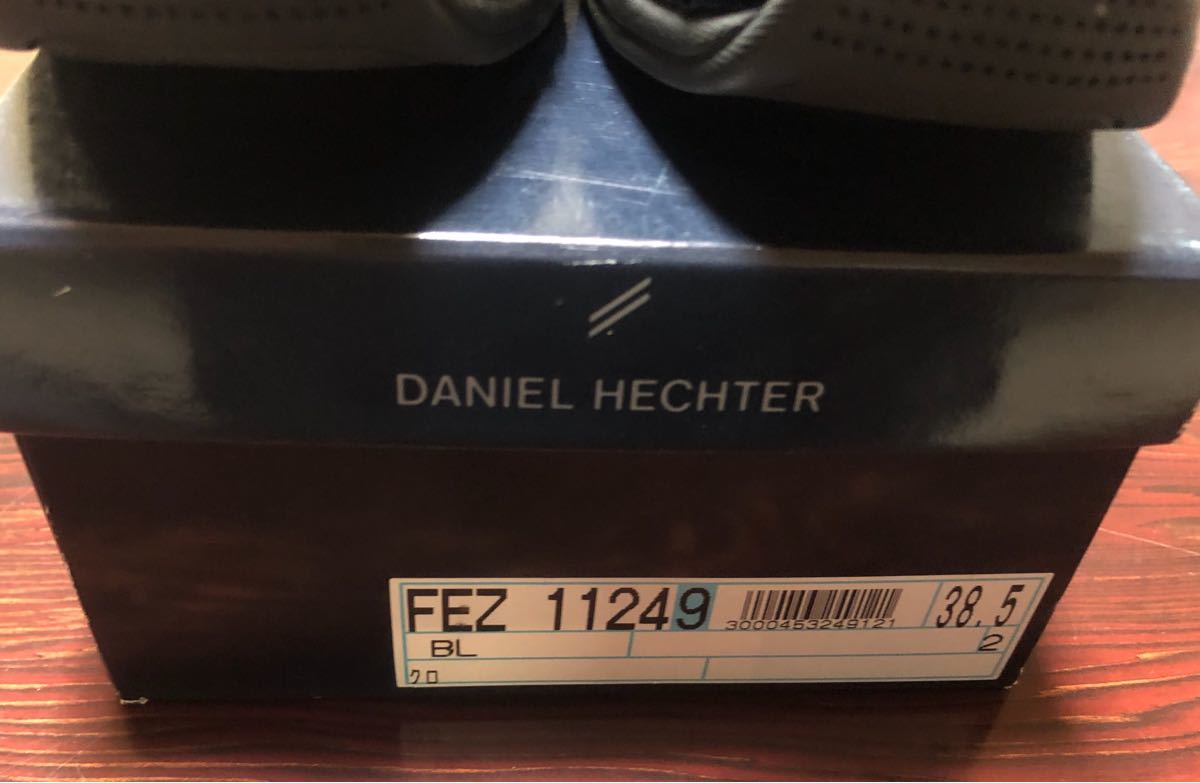 DANIEL HECHTER
FEZ 11249
3000453249121
38.5
BL
2
クロ